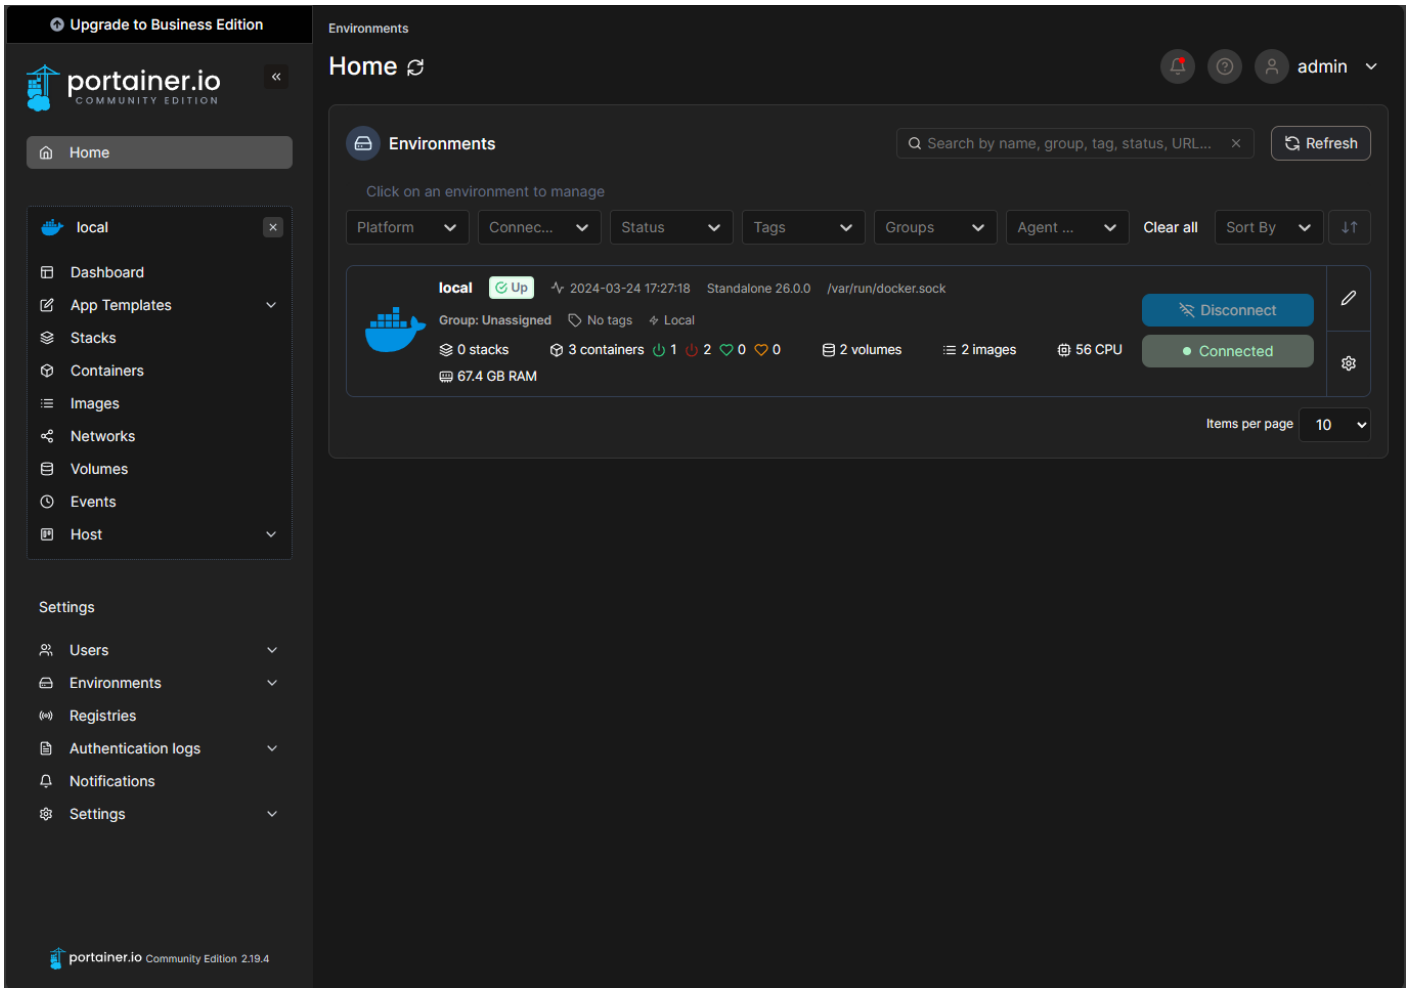 Upgrade to Business Edition
portainer.io
COMMUNITY EDITION
Home
local
Dashboard
App Templates
Stacks
Containers
Images
Networks
Volumes
Events
Host
Settings
Users
Environments
Registries
Authentication logs
Notifications
Settings
portainer.io Community Edition 2.19.4
Environments
Home
admin
Environments
Search by name, group, tag, status, URL...
Refresh
Click on an environment to manage
Platform Connec... Status Tags Groups Agent ... Clear all Sort By
local Up 2024-03-24 17:27:18 Standalone 26.0.0 /var/run/docker.sock
Group: Unassigned No tags Local
0 stacks 3 containers 1 2 0 0 2 volumes 2 images 56 CPU
67.4 GB RAM
Disconnect
Connected
Items per page 10